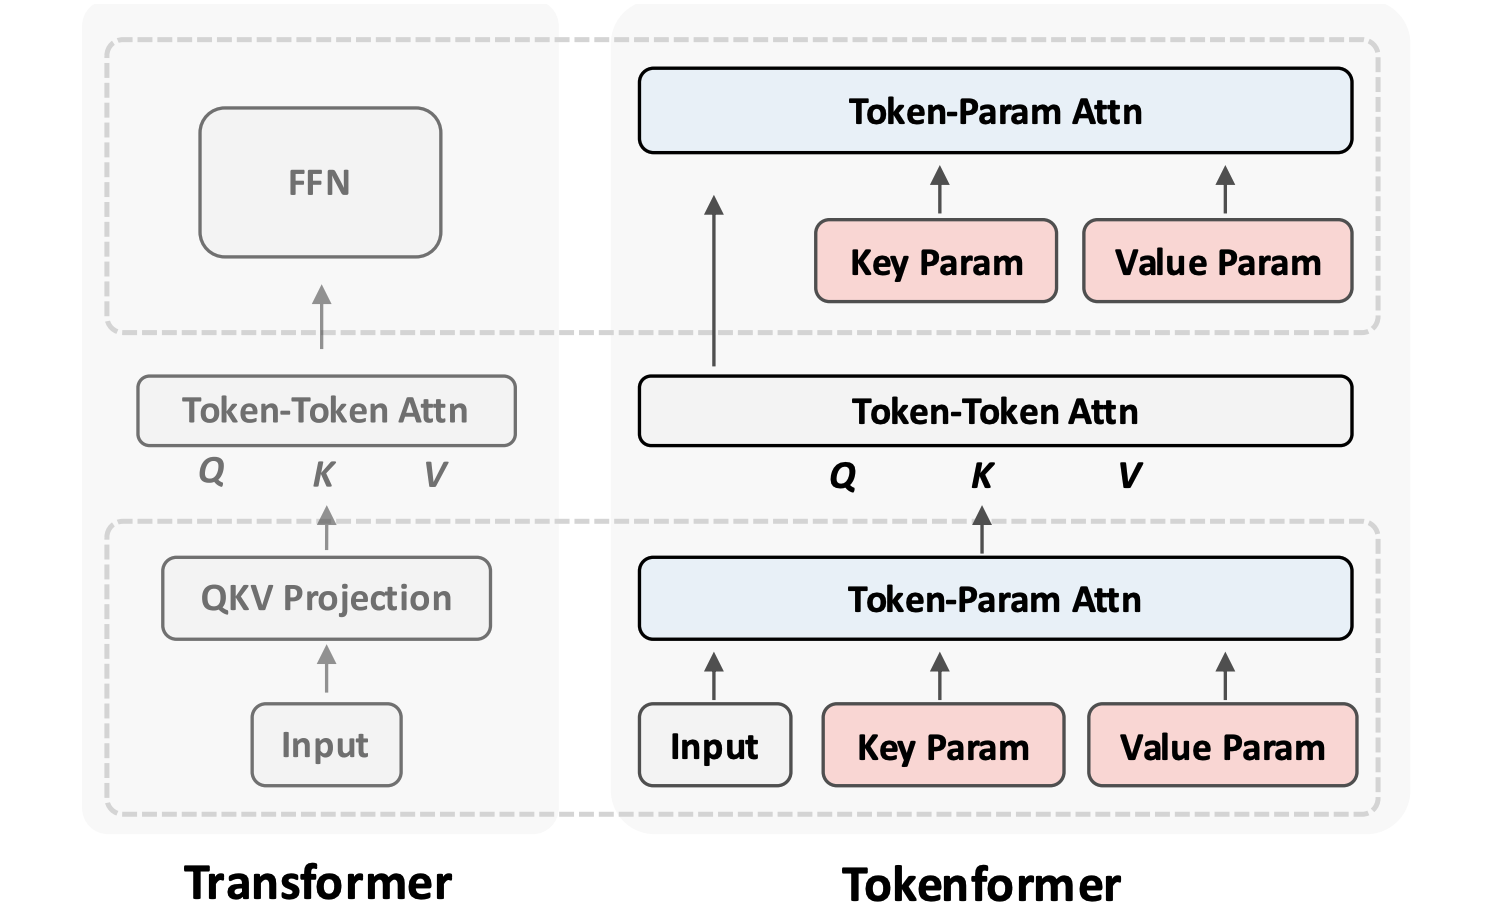 FFN
Token-Token Attn
Q K V
QKV Projection
Input
Transformer
Token-Param Attn
Key Param Value Param
Token-Token Attn
Q K V
Token-Param Attn
Input Key Param Value Param
Tokenformer